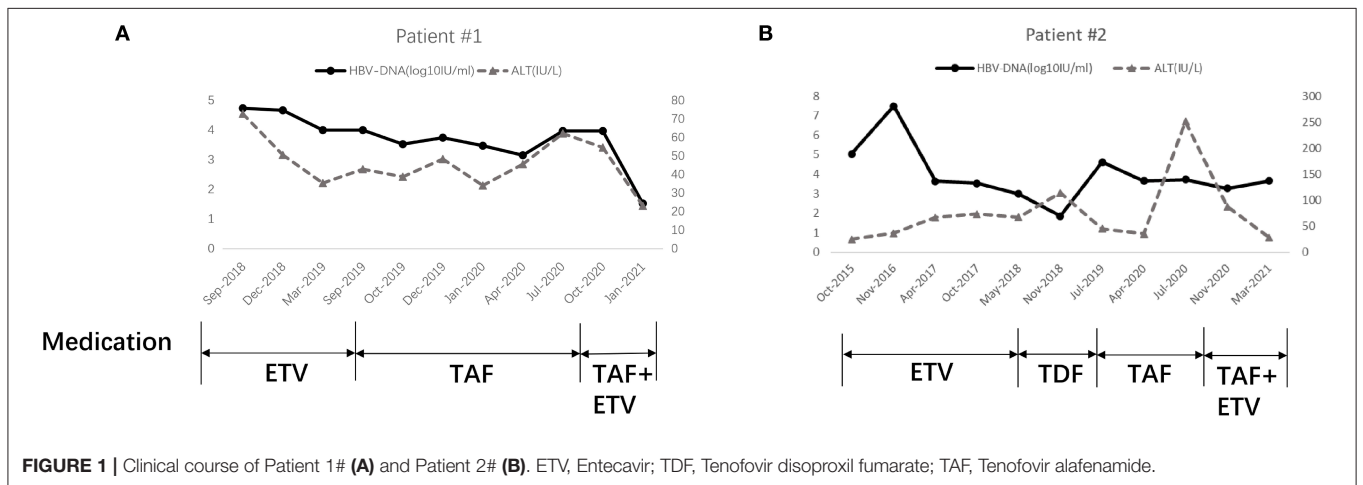 A
Patient #1
HBV-DNA(log10IU/ml) ALT(IU/L)
5
4
3
2
1
0
80
70
60
50
40
30
20
10
0
Sep-2018
Dec-2018
Mar-2019
Sep-2019
Oct-2019
Dec-2019
Jan-2020
Apr-2020
Jul-2020
Oct-2020
Jan-2021
Medication
ETV
TAF
TAF+
ETV
B
Patient #2
HBV-DNA(log10IU/ml) ALT(IU/L)
8
7
6
5
4
3
2
1
0
300
250
200
150
100
50
0
Oct-2015
Nov-2016
Apr-2017
Oct-2017
May-2018
Nov-2018
Jul-2019
Apr-2020
Jul-2020
Nov-2020
Mar-2021
ETV
TDF
TAF
TAF+
ETV
FIGURE 1 | Clinical course of Patient 1# (A) and Patient 2# (B). ETV, Entecavir; TDF, Tenofovir disoproxil fumarate; TAF, Tenofovir alafenamide.